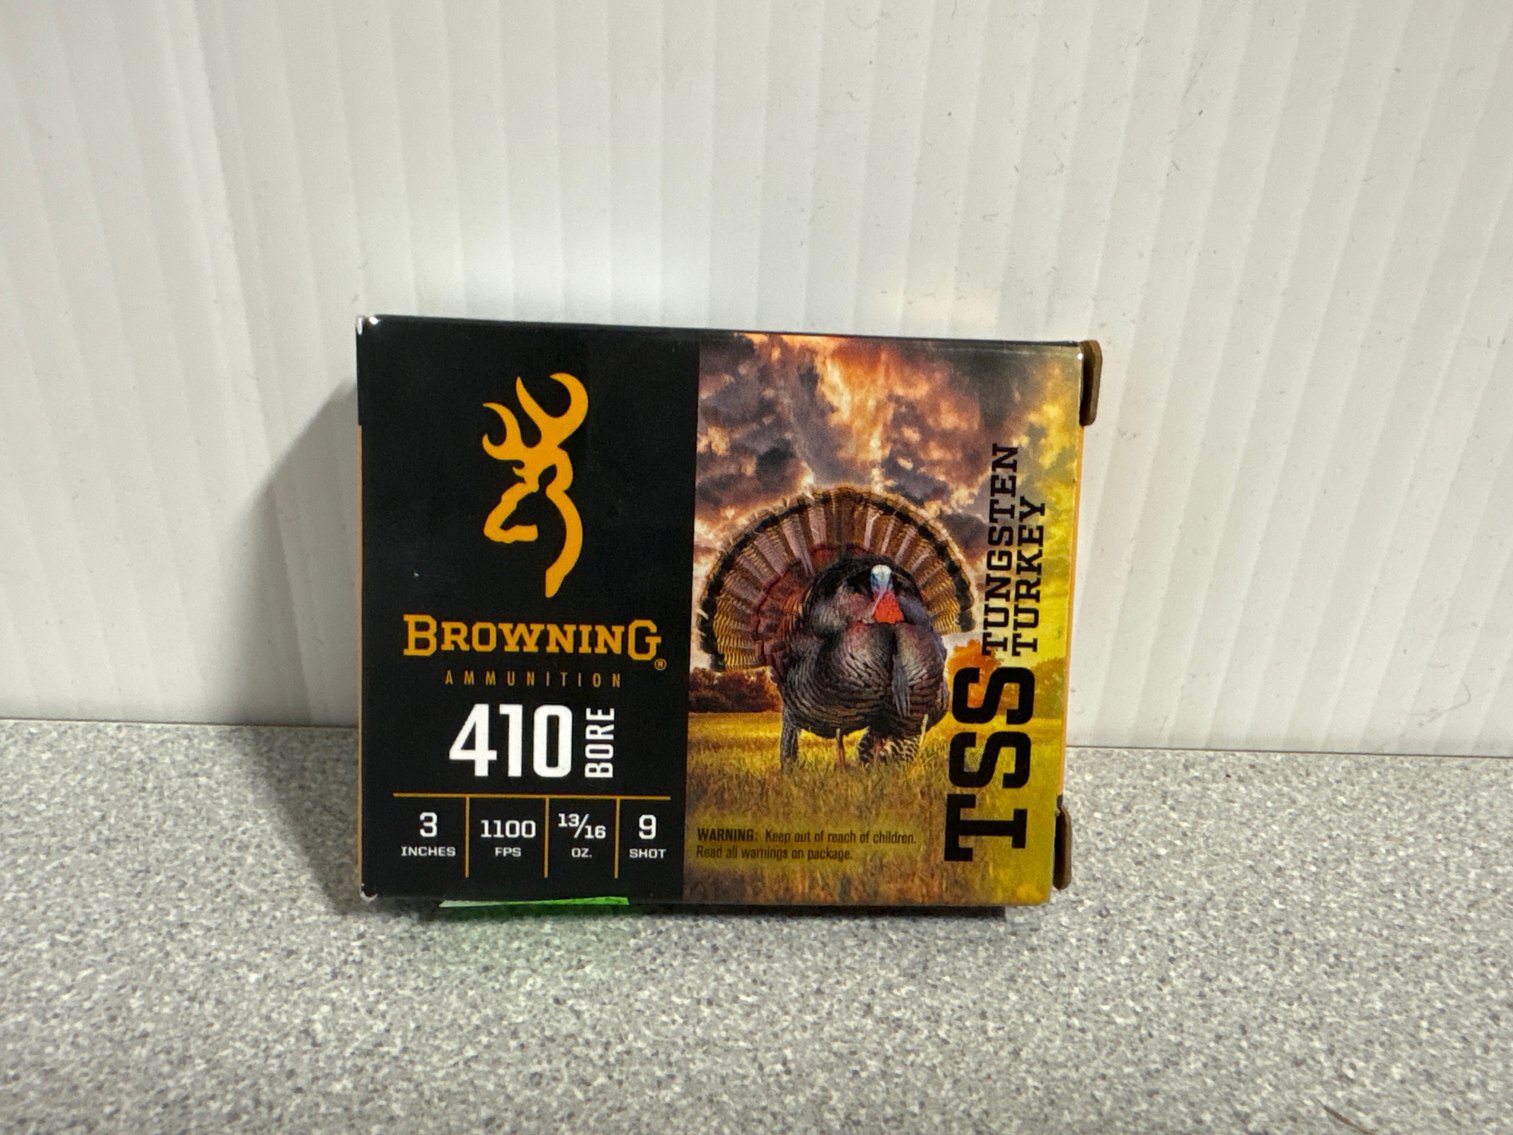 BROWNING®
AMMUNITION
410 BORE
3 INCHES
1100 FPS
13/16 OZ.
9 SHOT
WARNING: Keep out of reach of children.
Read all warnings on package.
TSS TUNGSTEN
TURKEY